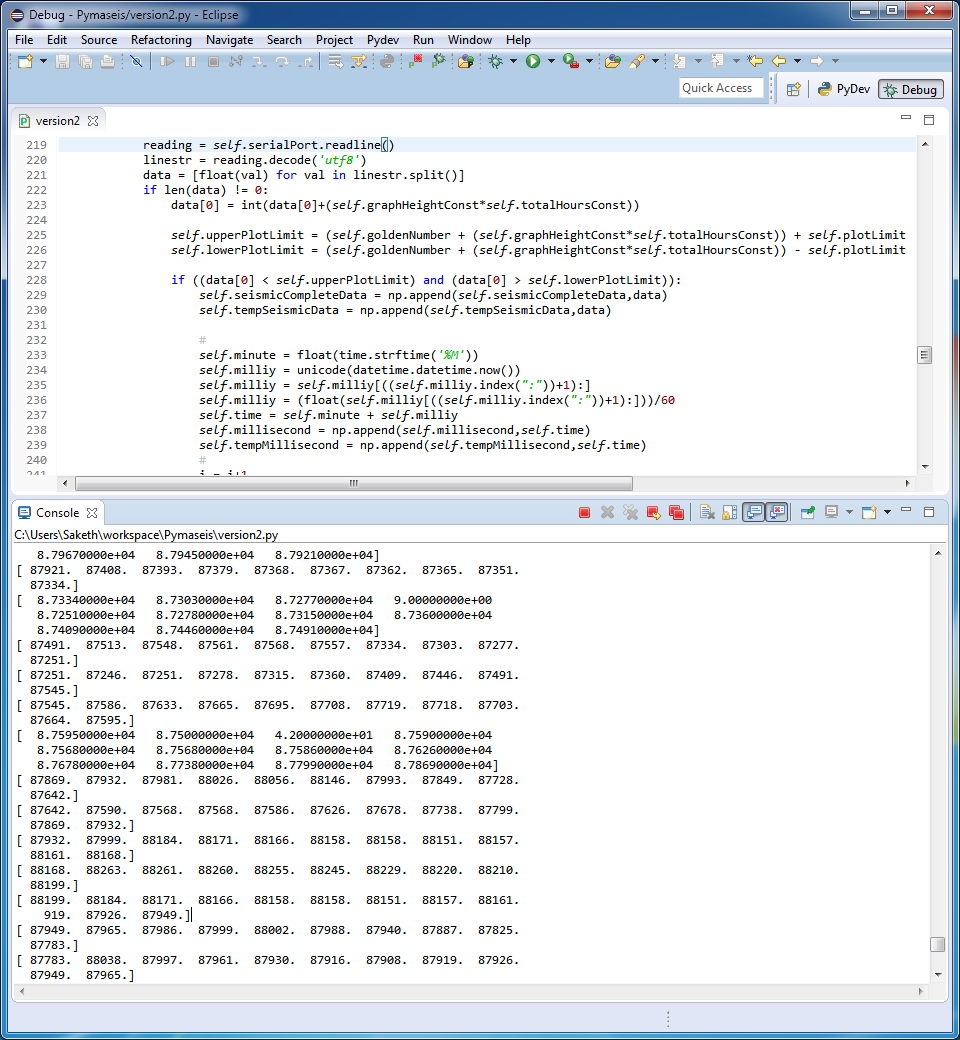 Debug - Pymaseis/version2.py - Eclipse
File Edit Source Refactoring Navigate Search Project Pydev Run Window Help
Quick Access
PyDev
Debug
version2
219 reading = self.serialPort.readline()
220 linestr = reading.decode('utf8')
221 data = [float(val) for val in linestr.split()]
222 if len(data) != 0:
223 data[0] = int(data[0]+(self.graphHeightConst*self.totalHoursConst))
224
225 self.upperPlotLimit = (self.goldenNumber + (self.graphHeightConst*self.totalHoursConst)) + self.plotLimit
226 self.lowerPlotLimit = (self.goldenNumber + (self.graphHeightConst*self.totalHoursConst)) - self.plotLimit
227
228 if ((data[0] < self.upperPlotLimit) and (data[0] > self.lowerPlotLimit)):
229 self.seismicCompleteData = np.append(self.seismicCompleteData,data)
230 self.tempSeismicData = np.append(self.tempSeismicData,data)
231
232 #
233 self.minute = float(time.strftime('%M'))
234 self.milliy = unicode(datetime.datetime.now())
235 self.milliy = self.milliy[((self.milliy.index(":"))+1):]
236 self.milliy = (float(self.milliy[((self.milliy.index(":"))+1):]))/60
237 self.time = self.minute + self.milliy
238 self.millisecond = np.append(self.millisecond,self.time)
239 self.tempMillisecond = np.append(self.tempMillisecond,self.time)
240 #
241 i = i+1
Console
C:\Users\Saketh\workspace\Pymaseis\version2.py
8.79670000e+04 8.79450000e+04 8.79210000e+04]
[ 87921. 87408. 87393. 87379. 87368. 87367. 87362. 87365. 87351.
87334.]
[ 8.73340000e+04 8.73030000e+04 8.72770000e+04 9.00000000e+00
8.72510000e+04 8.72780000e+04 8.73150000e+04 8.73600000e+04
8.74090000e+04 8.74460000e+04 8.74910000e+04]
[ 87491. 87513. 87548. 87561. 87568. 87557. 87334. 87303. 87277.
87251.]
[ 87251. 87246. 87251. 87278. 87315. 87360. 87409. 87446. 87491.
87545.]
[ 87545. 87586. 87633. 87665. 87695. 87708. 87719. 87718. 87703.
87664. 87595.]
[ 8.75950000e+04 8.75000000e+04 4.20000000e+01 8.75900000e+04
8.75680000e+04 8.75680000e+04 8.75860000e+04 8.76260000e+04
8.76780000e+04 8.77380000e+04 8.77990000e+04 8.78690000e+04]
[ 87869. 87932. 87981. 88026. 88056. 88146. 87993. 87849. 87728.
87642.]
[ 87642. 87590. 87568. 87568. 87586. 87626. 87678. 87738. 87799.
87869. 87932.]
[ 87932. 87999. 88184. 88171. 88166. 88158. 88158. 88151. 88157.
88161. 88168.]
[ 88168. 88263. 88261. 88260. 88255. 88245. 88229. 88220. 88210.
88199.]
[ 88199. 88184. 88171. 88166. 88158. 88158. 88151. 88157. 88161.
919. 87926. 87949.]
[ 87949. 87965. 87986. 87999. 88002. 87988. 87940. 87887. 87825.
87783.]
[ 87783. 88038. 87997. 87961. 87930. 87916. 87908. 87919. 87926.
87949. 87965.]